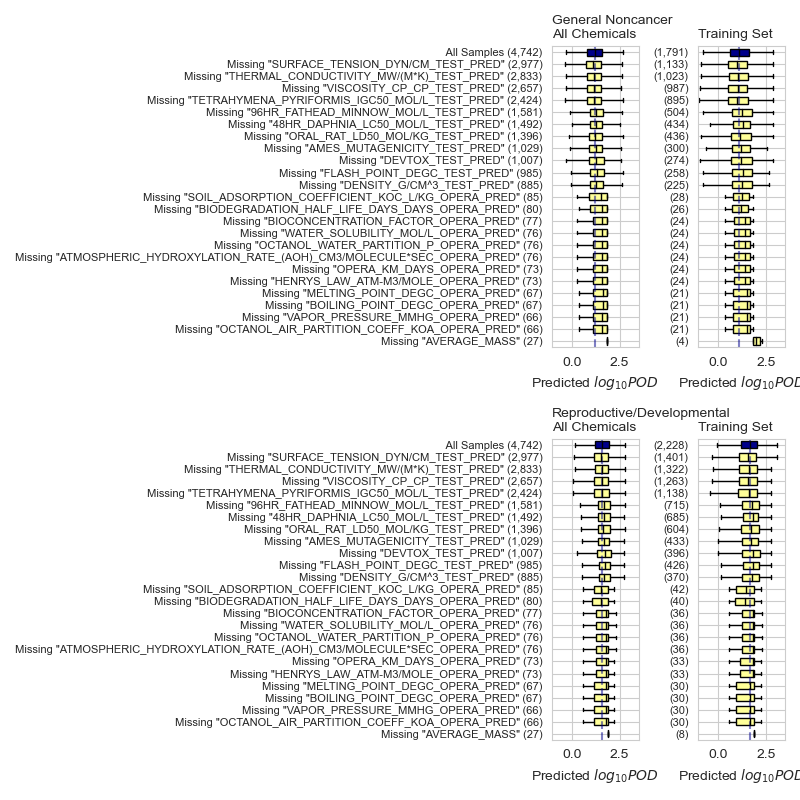 General Noncancer
All Chemicals Training Set
All Samples (4,742) (1,791)
Missing "SURFACE_TENSION_DYN/CM_TEST_PRED" (2,977) (1,133)
Missing "THERMAL_CONDUCTIVITY_MW/(M*K)_TEST_PRED" (2,833) (1,023)
Missing "VISCOSITY_CP_CP_TEST_PRED" (2,657) (987)
Missing "TETRAHYMENA_PYRIFORMIS_IGC50_MOL/L_TEST_PRED" (2,424) (895)
Missing "96HR_FATHEAD_MINNOW_MOL/L_TEST_PRED" (1,581) (504)
Missing "48HR_DAPHNIA_LC50_MOL/L_TEST_PRED" (1,492) (434)
Missing "ORAL_RAT_LD50_MOL/KG_TEST_PRED" (1,396) (436)
Missing "AMES_MUTAGENICITY_TEST_PRED" (1,029) (300)
Missing "DEVTOX_TEST_PRED" (1,007) (274)
Missing "FLASH_POINT_DEGC_TEST_PRED" (985) (258)
Missing "DENSITY_G/CM^3_TEST_PRED" (885) (225)
Missing "SOIL_ADSORPTION_COEFFICIENT_KOC_L/KG_OPERA_PRED" (85) (28)
Missing "BIODEGRADATION_HALF_LIFE_DAYS_DAYS_OPERA_PRED" (80) (26)
Missing "BIOCONCENTRATION_FACTOR_OPERA_PRED" (77) (24)
Missing "WATER_SOLUBILITY_MOL/L_OPERA_PRED" (76) (24)
Missing "OCTANOL_WATER_PARTITION_P_OPERA_PRED" (76) (24)
Missing "ATMOSPHERIC_HYDROXYLATION_RATE_(AOH)_CM3/MOLECULE*SEC_OPERA_PRED" (76) (24)
Missing "OPERA_KM_DAYS_OPERA_PRED" (73) (24)
Missing "HENRYS_LAW_ATM-M3/MOLE_OPERA_PRED" (73) (24)
Missing "MELTING_POINT_DEGC_OPERA_PRED" (67) (21)
Missing "BOILING_POINT_DEGC_OPERA_PRED" (67) (21)
Missing "VAPOR_PRESSURE_MMHG_OPERA_PRED" (66) (21)
Missing "OCTANOL_AIR_PARTITION_COEFF_KOA_OPERA_PRED" (66) (21)
Missing "AVERAGE_MASS" (27) (4)
0.0 2.5 0.0 2.5
Predicted log₁₀POD Predicted log₁₀POD
Reproductive/Developmental
All Chemicals Training Set
All Samples (4,742) (2,228)
Missing "SURFACE_TENSION_DYN/CM_TEST_PRED" (2,977) (1,401)
Missing "THERMAL_CONDUCTIVITY_MW/(M*K)_TEST_PRED" (2,833) (1,322)
Missing "VISCOSITY_CP_CP_TEST_PRED" (2,657) (1,263)
Missing "TETRAHYMENA_PYRIFORMIS_IGC50_MOL/L_TEST_PRED" (2,424) (1,138)
Missing "96HR_FATHEAD_MINNOW_MOL/L_TEST_PRED" (1,581) (715)
Missing "48HR_DAPHNIA_LC50_MOL/L_TEST_PRED" (1,492) (685)
Missing "ORAL_RAT_LD50_MOL/KG_TEST_PRED" (1,396) (604)
Missing "AMES_MUTAGENICITY_TEST_PRED" (1,029) (433)
Missing "DEVTOX_TEST_PRED" (1,007) (396)
Missing "FLASH_POINT_DEGC_TEST_PRED" (985) (426)
Missing "DENSITY_G/CM^3_TEST_PRED" (885) (370)
Missing "SOIL_ADSORPTION_COEFFICIENT_KOC_L/KG_OPERA_PRED" (85) (42)
Missing "BIODEGRADATION_HALF_LIFE_DAYS_DAYS_OPERA_PRED" (80) (40)
Missing "BIOCONCENTRATION_FACTOR_OPERA_PRED" (77) (36)
Missing "WATER_SOLUBILITY_MOL/L_OPERA_PRED" (76) (36)
Missing "OCTANOL_WATER_PARTITION_P_OPERA_PRED" (76) (36)
Missing "ATMOSPHERIC_HYDROXYLATION_RATE_(AOH)_CM3/MOLECULE*SEC_OPERA_PRED" (76) (36)
Missing "OPERA_KM_DAYS_OPERA_PRED" (73) (33)
Missing "HENRYS_LAW_ATM-M3/MOLE_OPERA_PRED" (73) (33)
Missing "MELTING_POINT_DEGC_OPERA_PRED" (67) (30)
Missing "BOILING_POINT_DEGC_OPERA_PRED" (67) (30)
Missing "VAPOR_PRESSURE_MMHG_OPERA_PRED" (66) (30)
Missing "OCTANOL_AIR_PARTITION_COEFF_KOA_OPERA_PRED" (66) (30)
Missing "AVERAGE_MASS" (27) (8)
0.0 2.5 0.0 2.5
Predicted log₁₀POD Predicted log₁₀POD